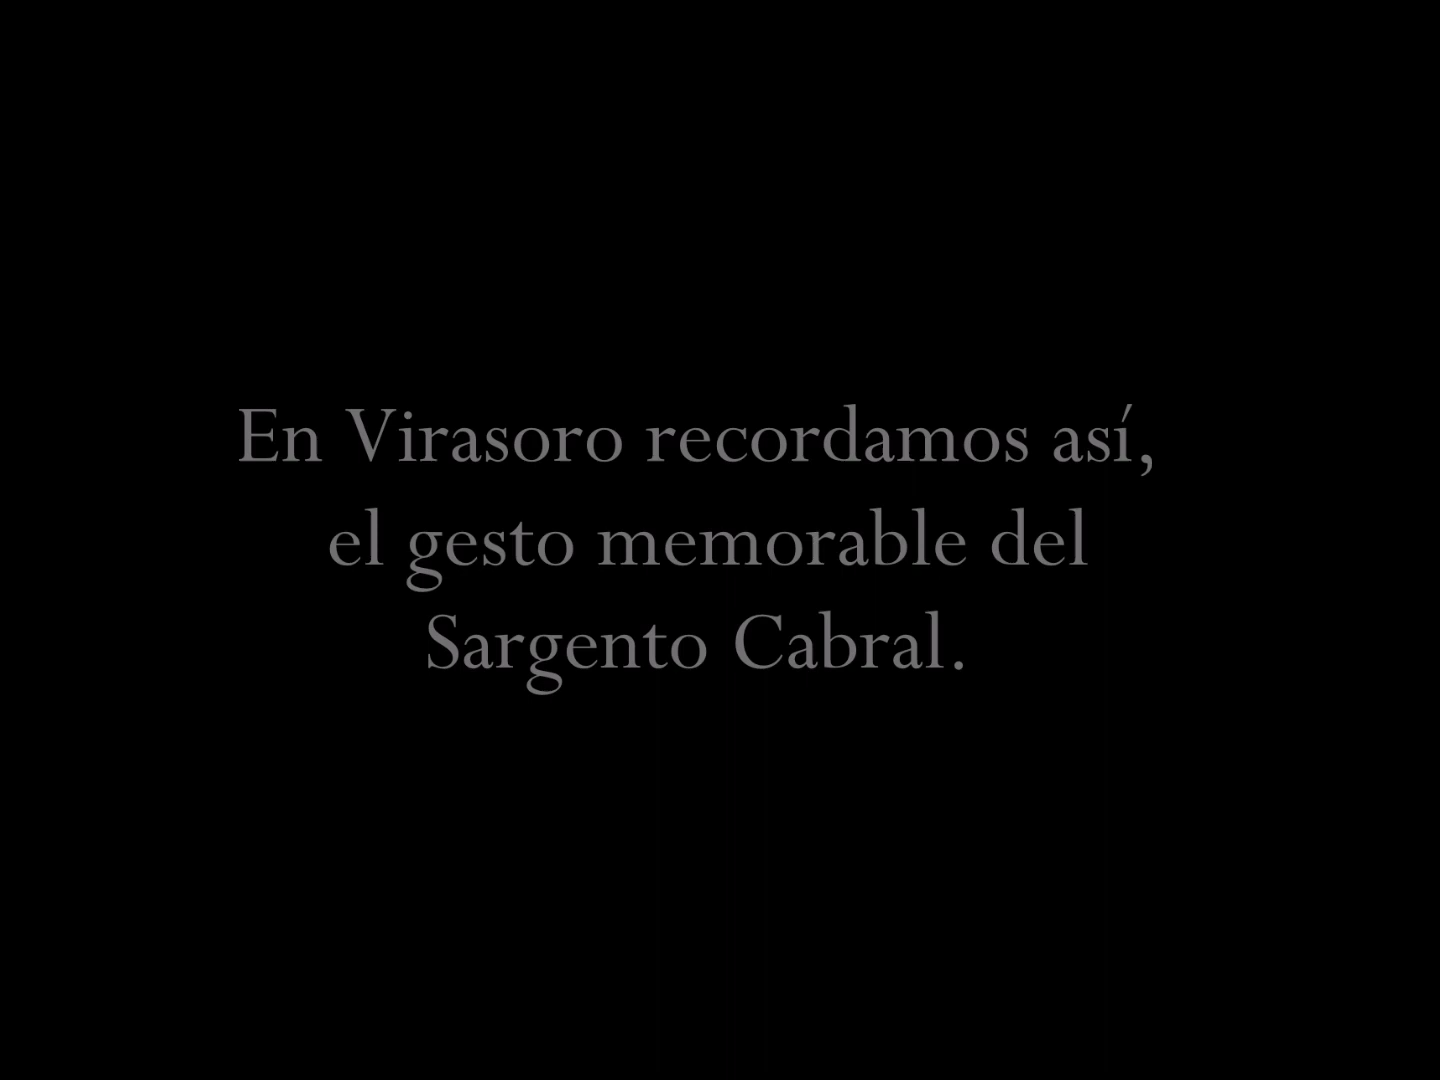 En Virasoro recordamos así,
el gesto memorable del
Sargento Cabral.